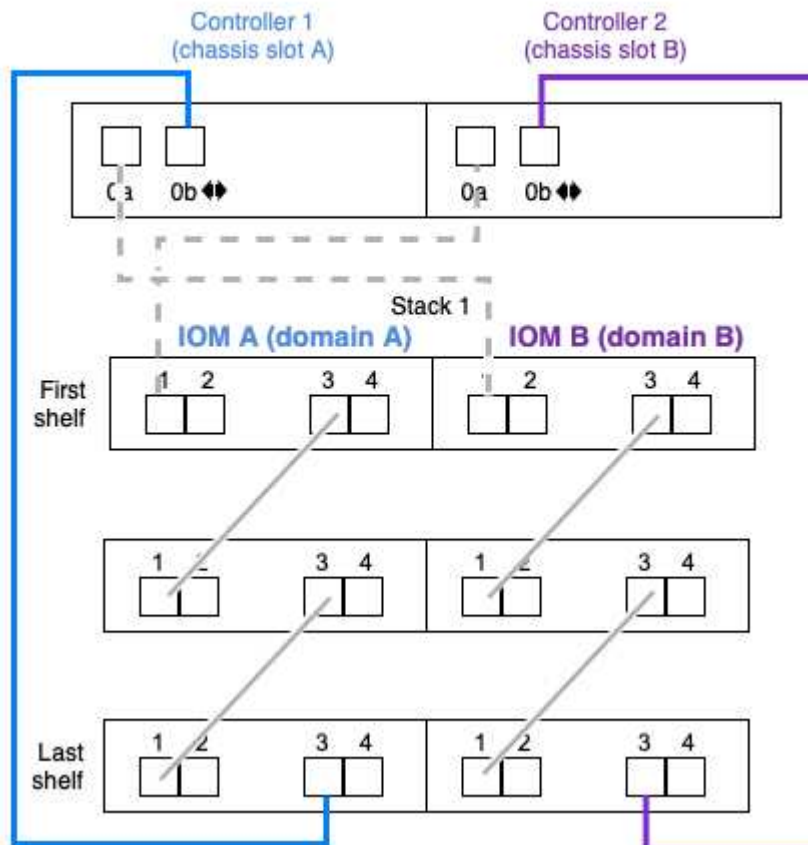 Controller 1 Controller 2
(chassis slot A) (chassis slot B)
0a 0b 0a 0b
Stack 1
IOM A (domain A) IOM B (domain B)
First
shelf
1 2 3 4 1 2 3 4
1 2 3 4 1 2 3 4
Last
shelf
1 2 3 4 1 2 3 4